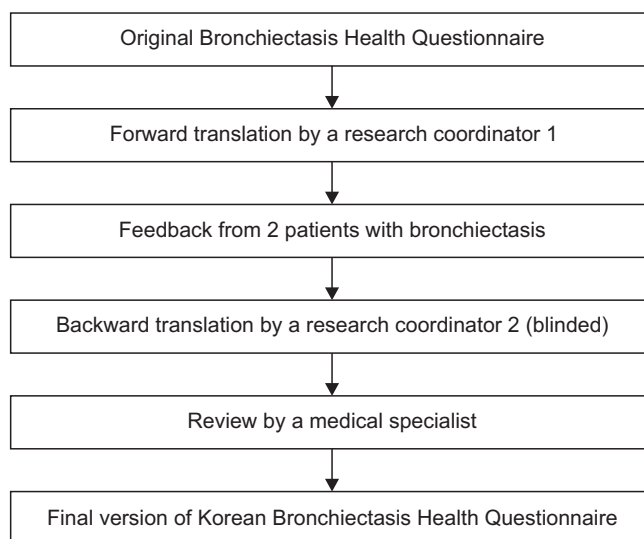 Original Bronchiectasis Health Questionnaire
Forward translation by a research coordinator 1
Feedback from 2 patients with bronchiectasis
Backward translation by a research coordinator 2 (blinded)
Review by a medical specialist
Final version of Korean Bronchiectasis Health Questionnaire